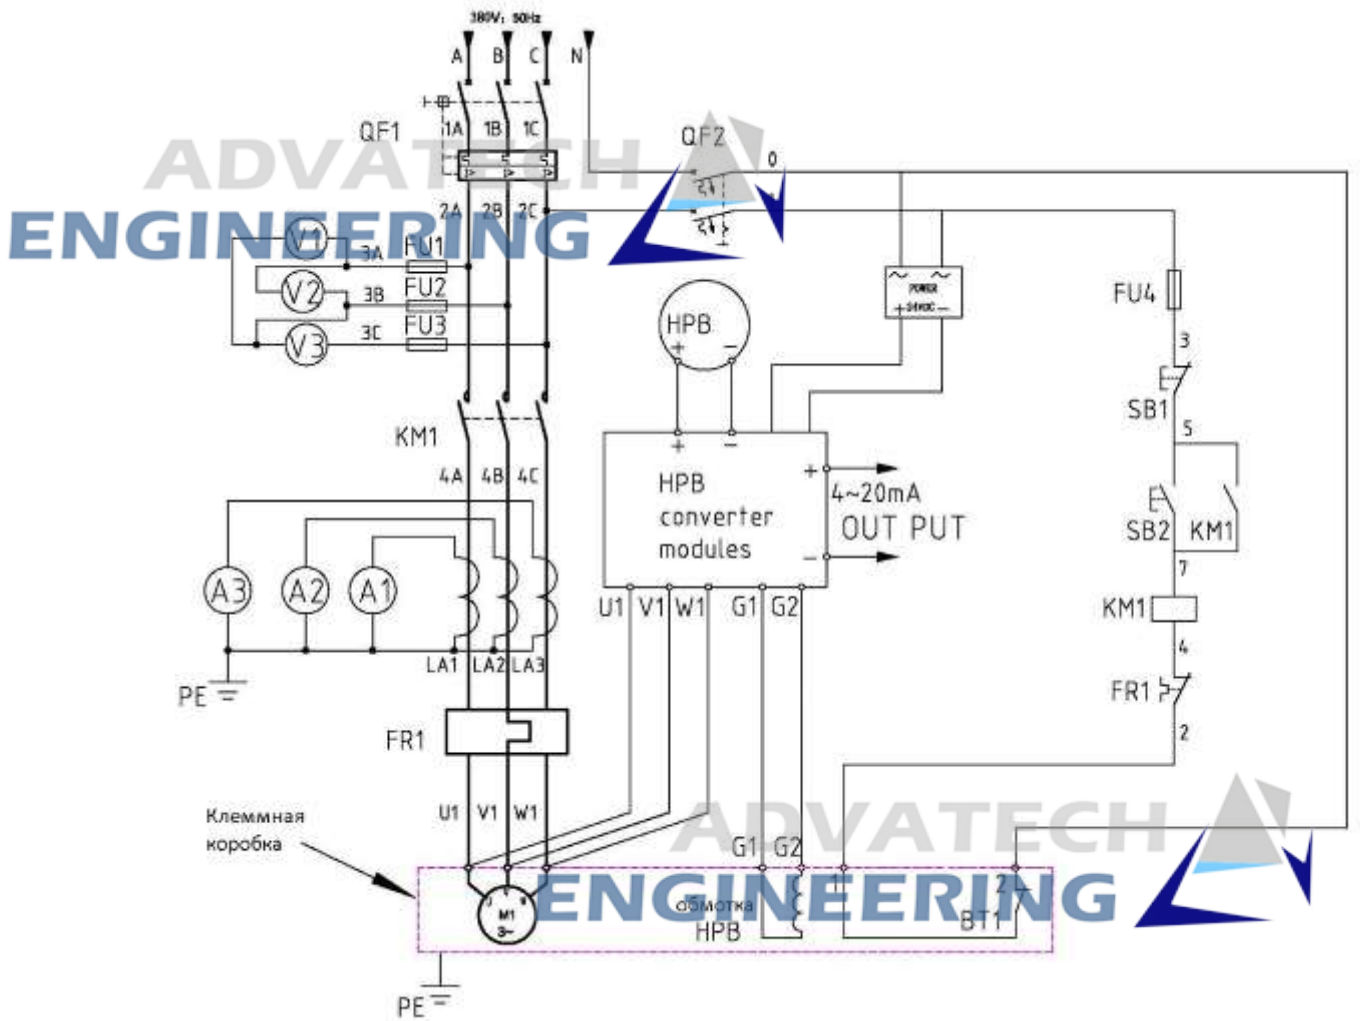 380V; 50Hz
A B C N
QF1 1A 1B 1C QF2 0
ADVATECH
ENGINEERING
2A 2B 2C
V1 3A FU1
V2 3B FU2
V3 3C FU3
HPB
+ −
POWER
+ 24VDC −
FU4
3
SB1
5
KM1
4A 4B 4C
+ −
HPB
converter
modules
+
4~20mA
OUT PUT
−
SB2 KM1
7
A3 A2 A1
U1 V1 W1 G1 G2
KM1
4
LA1 LA2 LA3
PE
FR1
2
FR1
Клеммная
коробка
U1 V1 W1
G1 G2
ADVATECH
ENGINEERING
1 2
M1
3~
обмотка
HPB
BT1
PE